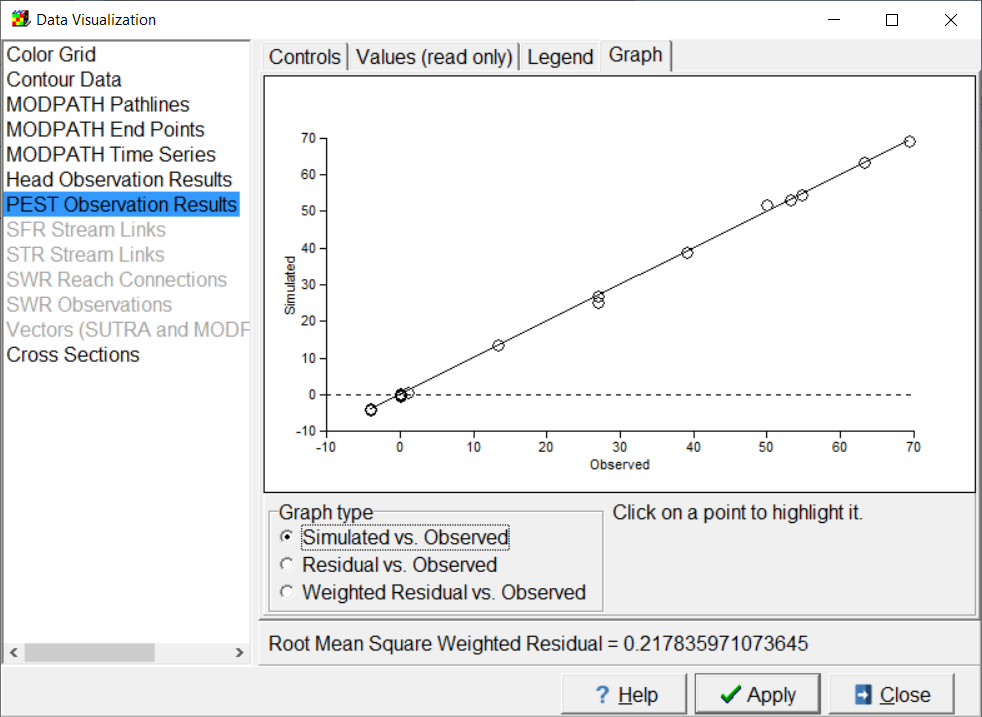 Data Visualization
Color Grid
Contour Data
MODPATH Pathlines
MODPATH End Points
MODPATH Time Series
Head Observation Results
PEST Observation Results
SFR Stream Links
STR Stream Links
SWR Reach Connections
SWR Observations
Vectors (SUTRA and MODF
Cross Sections
Controls Values (read only) Legend Graph
70
60
50
40
30
20
10
0
-10
Simulated
-10 0 10 20 30 40 50 60 70
Observed
Graph type
Simulated vs. Observed
Residual vs. Observed
Weighted Residual vs. Observed
Click on a point to highlight it.
Root Mean Square Weighted Residual = 0.217835971073645
? Help Apply Close